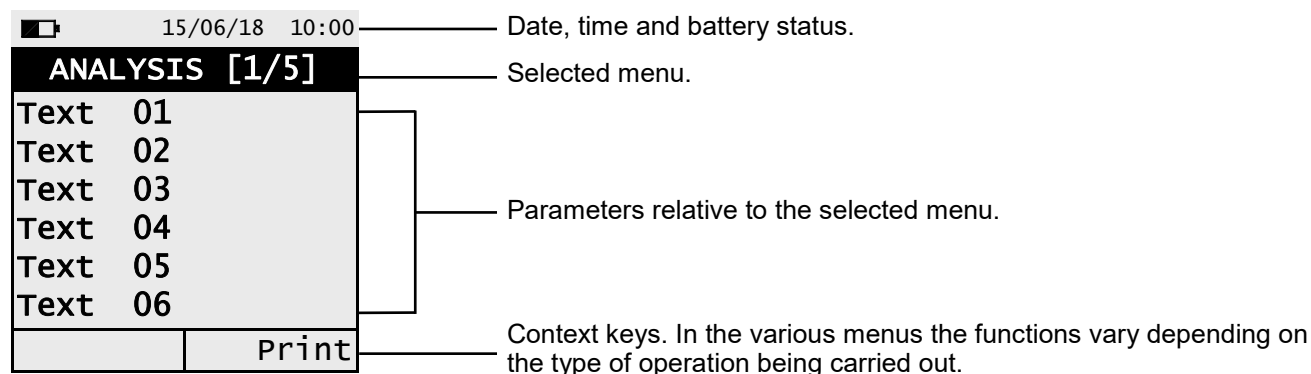 15/06/18 10:00
Date, time and battery status.
ANALYSIS [1/5]
Selected menu.
Text 01
Text 02
Text 03
Text 04
Text 05
Text 06
Parameters relative to the selected menu.
Print
Context keys. In the various menus the functions vary depending on
the type of operation being carried out.